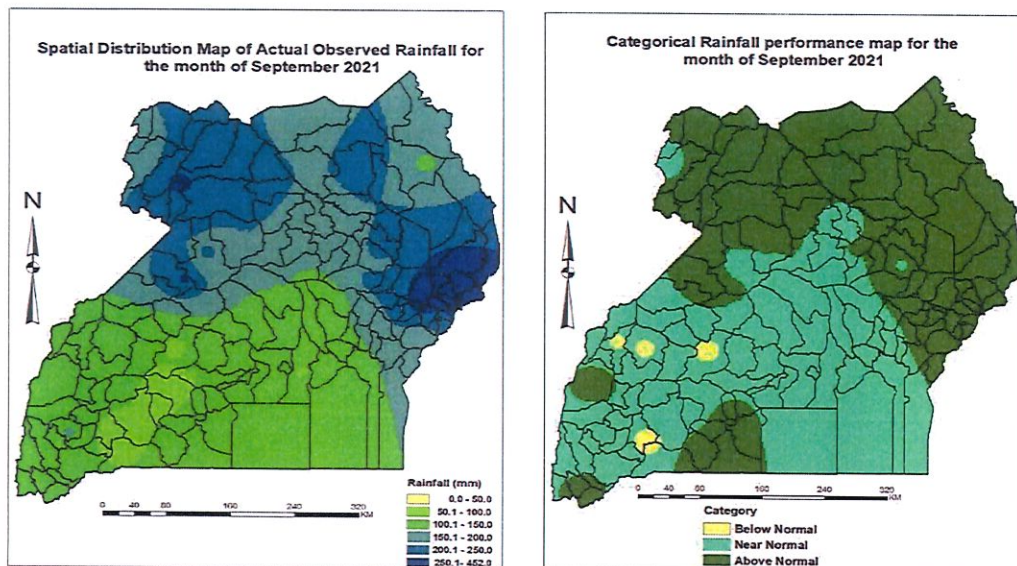 Spatial Distribution Map of Actual Observed Rainfall for
the month of September 2021
N
0 40 80 160 240 320
KM
Rainfall (mm)
0.0 - 50.0
50.1 - 100.0
100.1 - 150.0
150.1 - 200.0
200.1 - 250.0
250.1 - 452.0
Categorical Rainfall performance map for the
month of September 2021
N
0 40 80 160 240 320
KM
Category
Below Normal
Near Normal
Above Normal